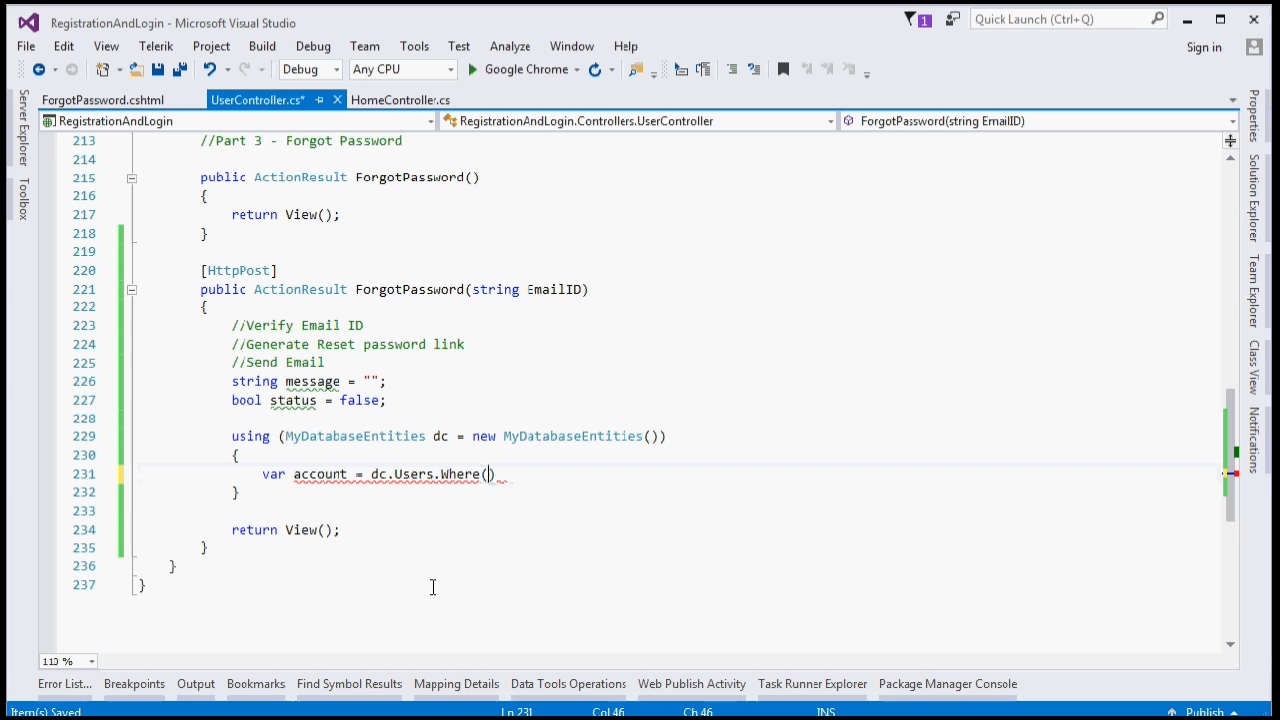 RegistrationAndLogin - Microsoft Visual Studio
1
Quick Launch (Ctrl+Q)
File Edit View Telerik Project Build Debug Team Tools Test Analyze Window Help
Sign in
Debug Any CPU Google Chrome
ForgotPassword.cshtml UserController.cs* HomeController.cs
RegistrationAndLogin RegistrationAndLogin.Controllers.UserController ForgotPassword(string EmailID)
213 //Part 3 - Forgot Password
214
215 public ActionResult ForgotPassword()
216 {
217 return View();
218 }
219
220 [HttpPost]
221 public ActionResult ForgotPassword(string EmailID)
222 {
223 //Verify Email ID
224 //Generate Reset password link
225 //Send Email
226 string message = "";
227 bool status = false;
228
229 using (MyDatabaseEntities dc = new MyDatabaseEntities())
230 {
231 var account = dc.Users.Where()
232 }
233
234 return View();
235 }
236 }
237 }
Server Explorer
Toolbox
Properties
Solution Explorer
Team Explorer
Class View
Notifications
110 %
Error List... Breakpoints Output Bookmarks Find Symbol Results Mapping Details Data Tools Operations Web Publish Activity Task Runner Explorer Package Manager Console
Item(s) Saved Ln 231 Col 46 Ch 46 INS Publish